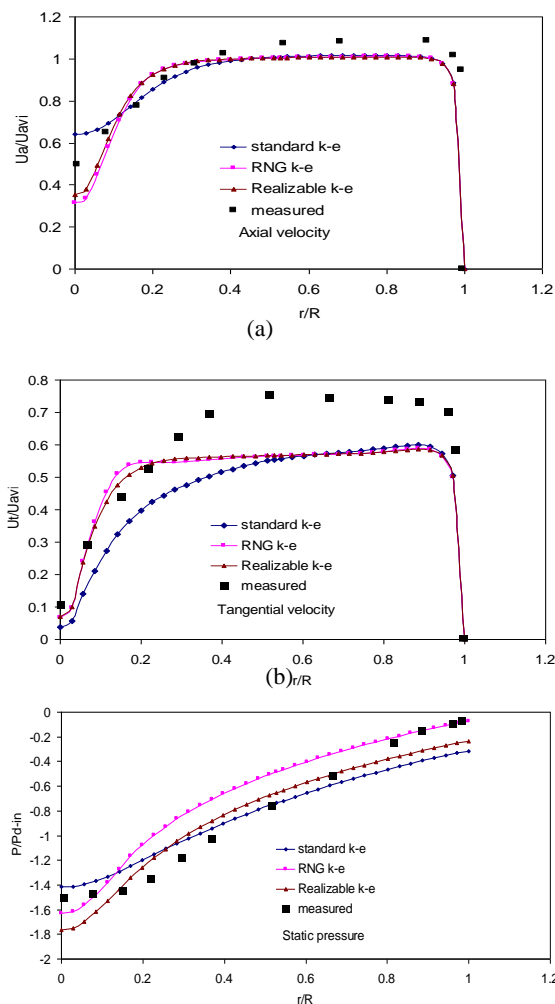 1.2
1
0.8
0.6
0.4
0.2
0
Ua/Uavi
standard k-e
RNG k-e
Realizable k-e
measured
Axial velocity
0 0.2 0.4 0.6 0.8 1 1.2
r/R
(a)
0.8
0.7
0.6
0.5
0.4
0.3
0.2
0.1
0
Ut/Uavi
standard k-e
RNG k-e
Realizable k-e
measured
Tangential velocity
0 0.2 0.4 0.6 0.8 1 1.2
(b) r/R
0
-0.2
-0.4
-0.6
-0.8
-1
-1.2
-1.4
-1.6
-1.8
-2
P/Pd-in
standard k-e
RNG k-e
Realizable k-e
measured
Static pressure
0 0.2 0.4 0.6 0.8 1 1.2
r/R